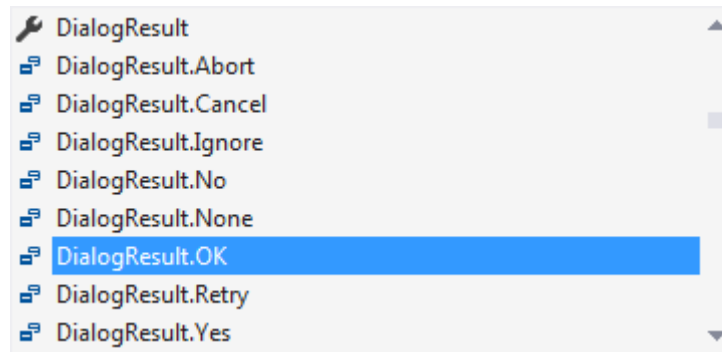 DialogResult
DialogResult.Abort
DialogResult.Cancel
DialogResult.Ignore
DialogResult.No
DialogResult.None
DialogResult.OK
DialogResult.Retry
DialogResult.Yes